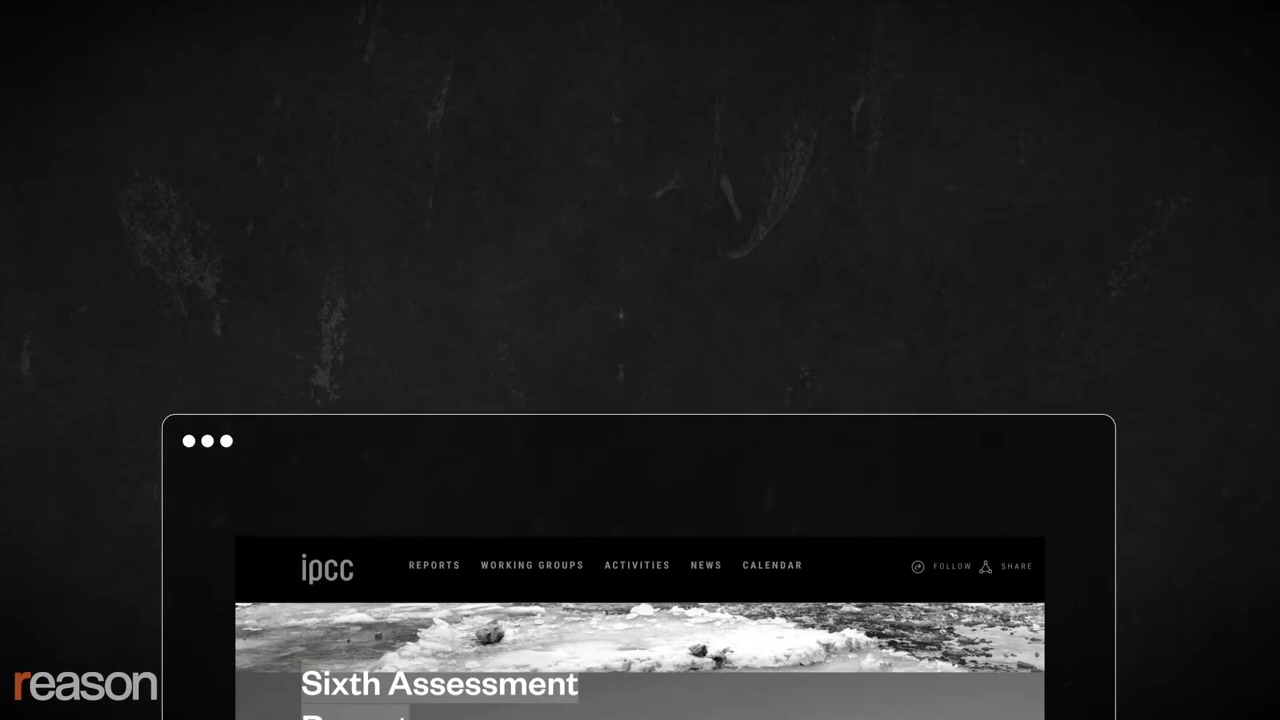 ipcc REPORTS WORKING GROUPS ACTIVITIES NEWS CALENDAR FOLLOW SHARE
Sixth Assessment
reason